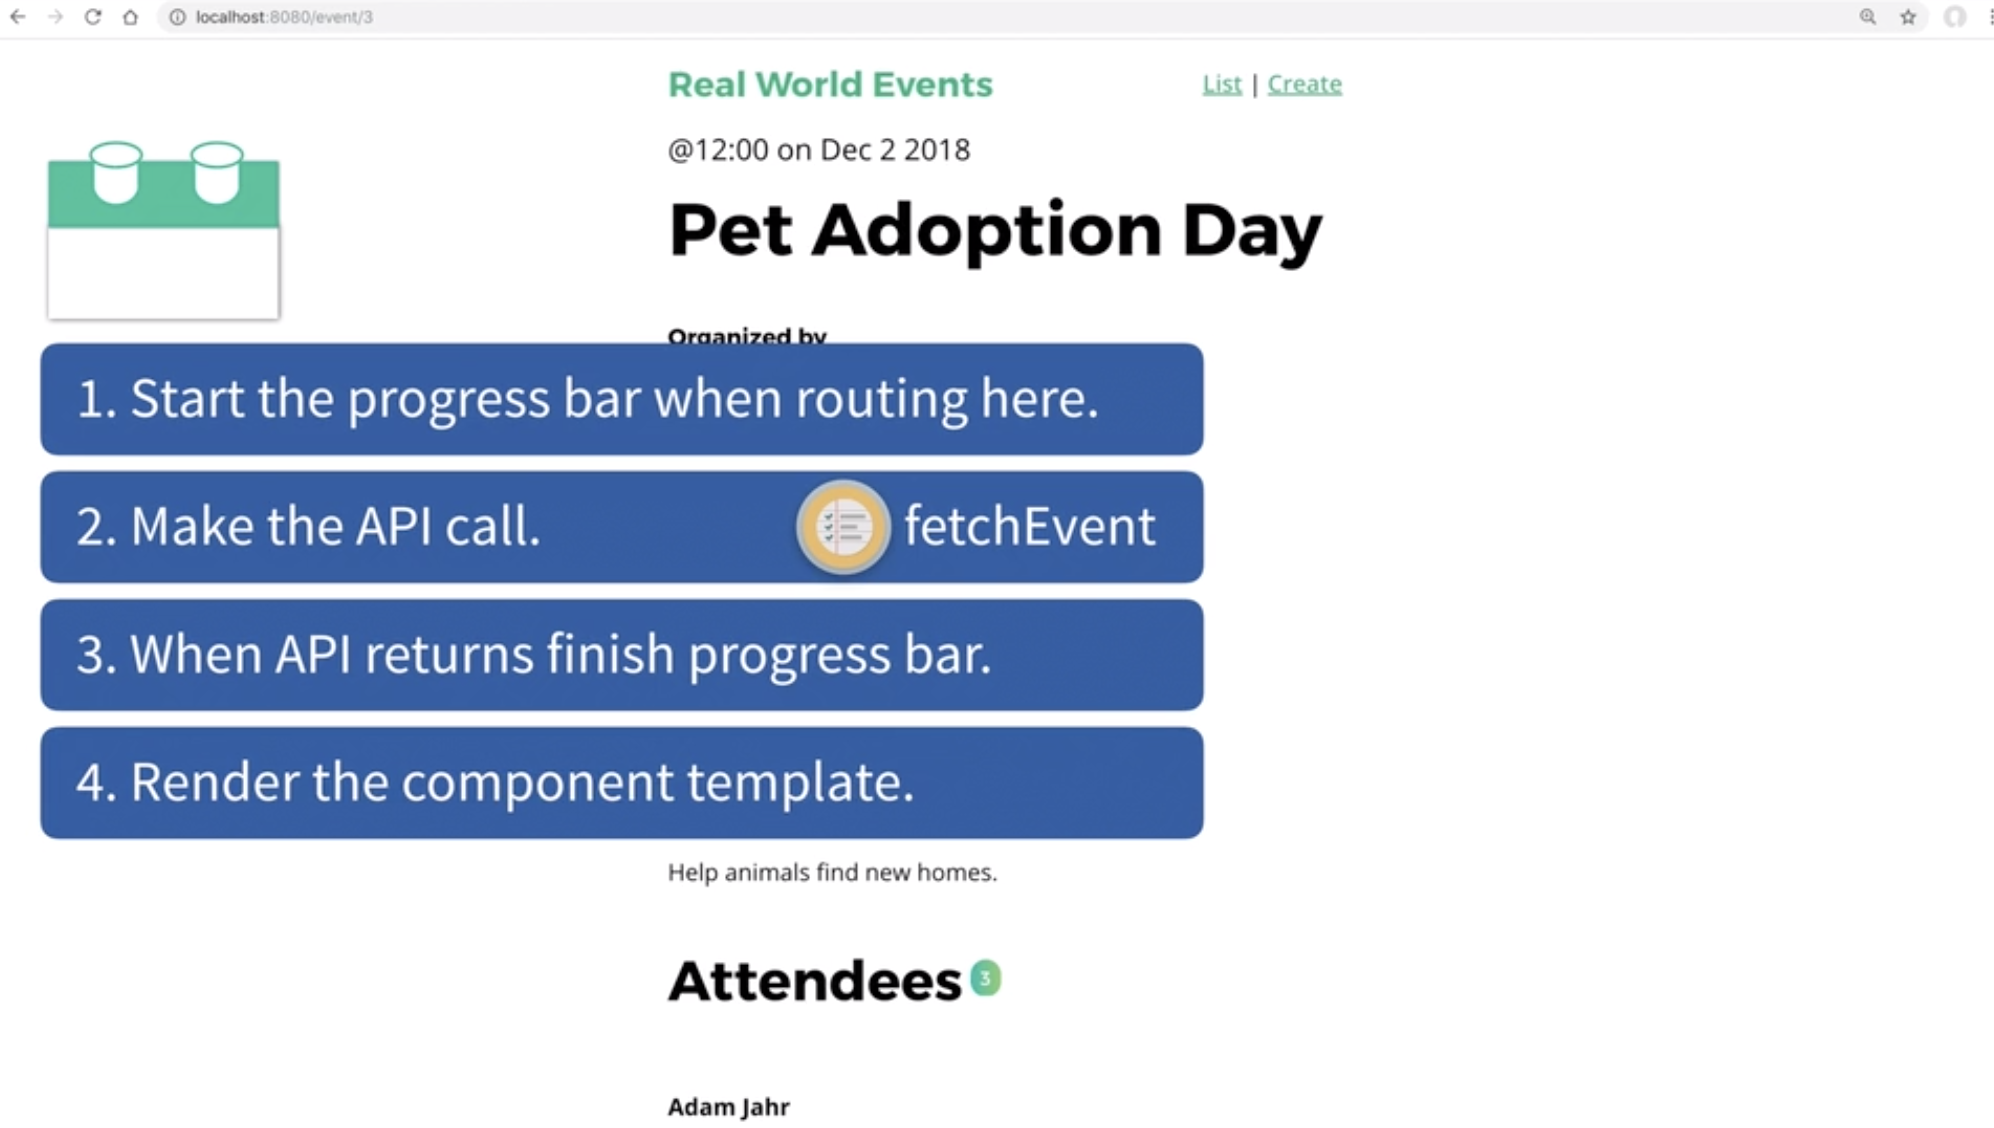 localhost:8080/event/3
Real World Events
List | Create
@12:00 on Dec 2 2018
Pet Adoption Day
Organized by
1. Start the progress bar when routing here.
2. Make the API call. fetchEvent
3. When API returns finish progress bar.
4. Render the component template.
Help animals find new homes.
Attendees 3
Adam Jahr